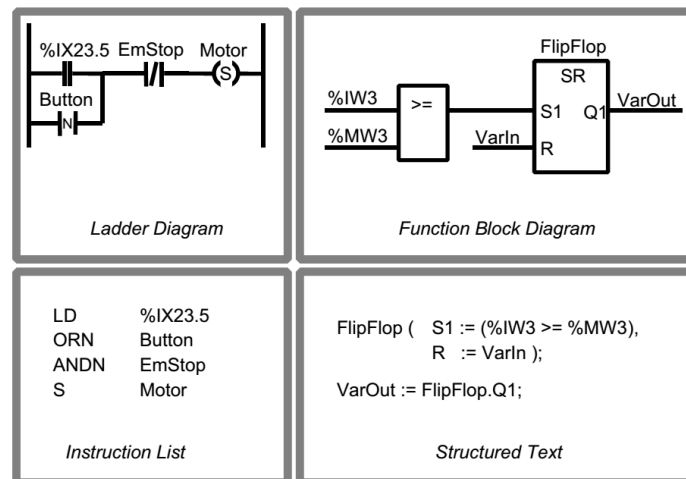 %IX23.5 EmStop Motor
/ (S)
Button
N
Ladder Diagram
FlipFlop
SR
%IW3 >= S1 Q1 VarOut
%MW3 VarIn R
Function Block Diagram
LD %IX23.5
ORN Button
ANDN EmStop
S Motor
Instruction List
FlipFlop ( S1 := (%IW3 >= %MW3),
R := VarIn );
VarOut := FlipFlop.Q1;
Structured Text